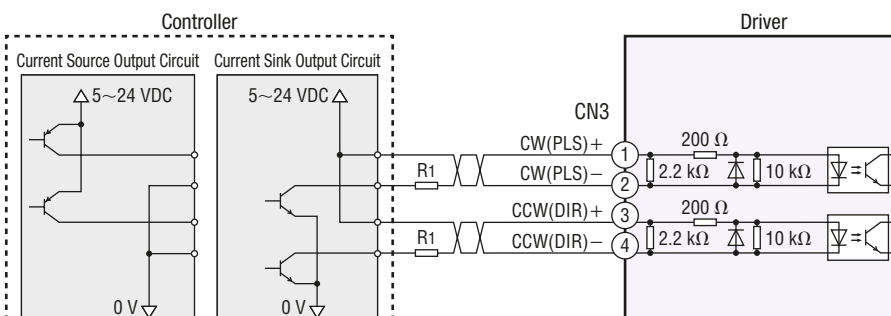 Controller
Driver
Current Source Output Circuit
Current Sink Output Circuit
5~24 VDC
5~24 VDC
CN3
CW(PLS)+
1
200 Ω
R1
CW(PLS)−
2
2.2 kΩ
10 kΩ
CCW(DIR)+
3
200 Ω
R1
CCW(DIR)−
4
2.2 kΩ
10 kΩ
0 V
0 V